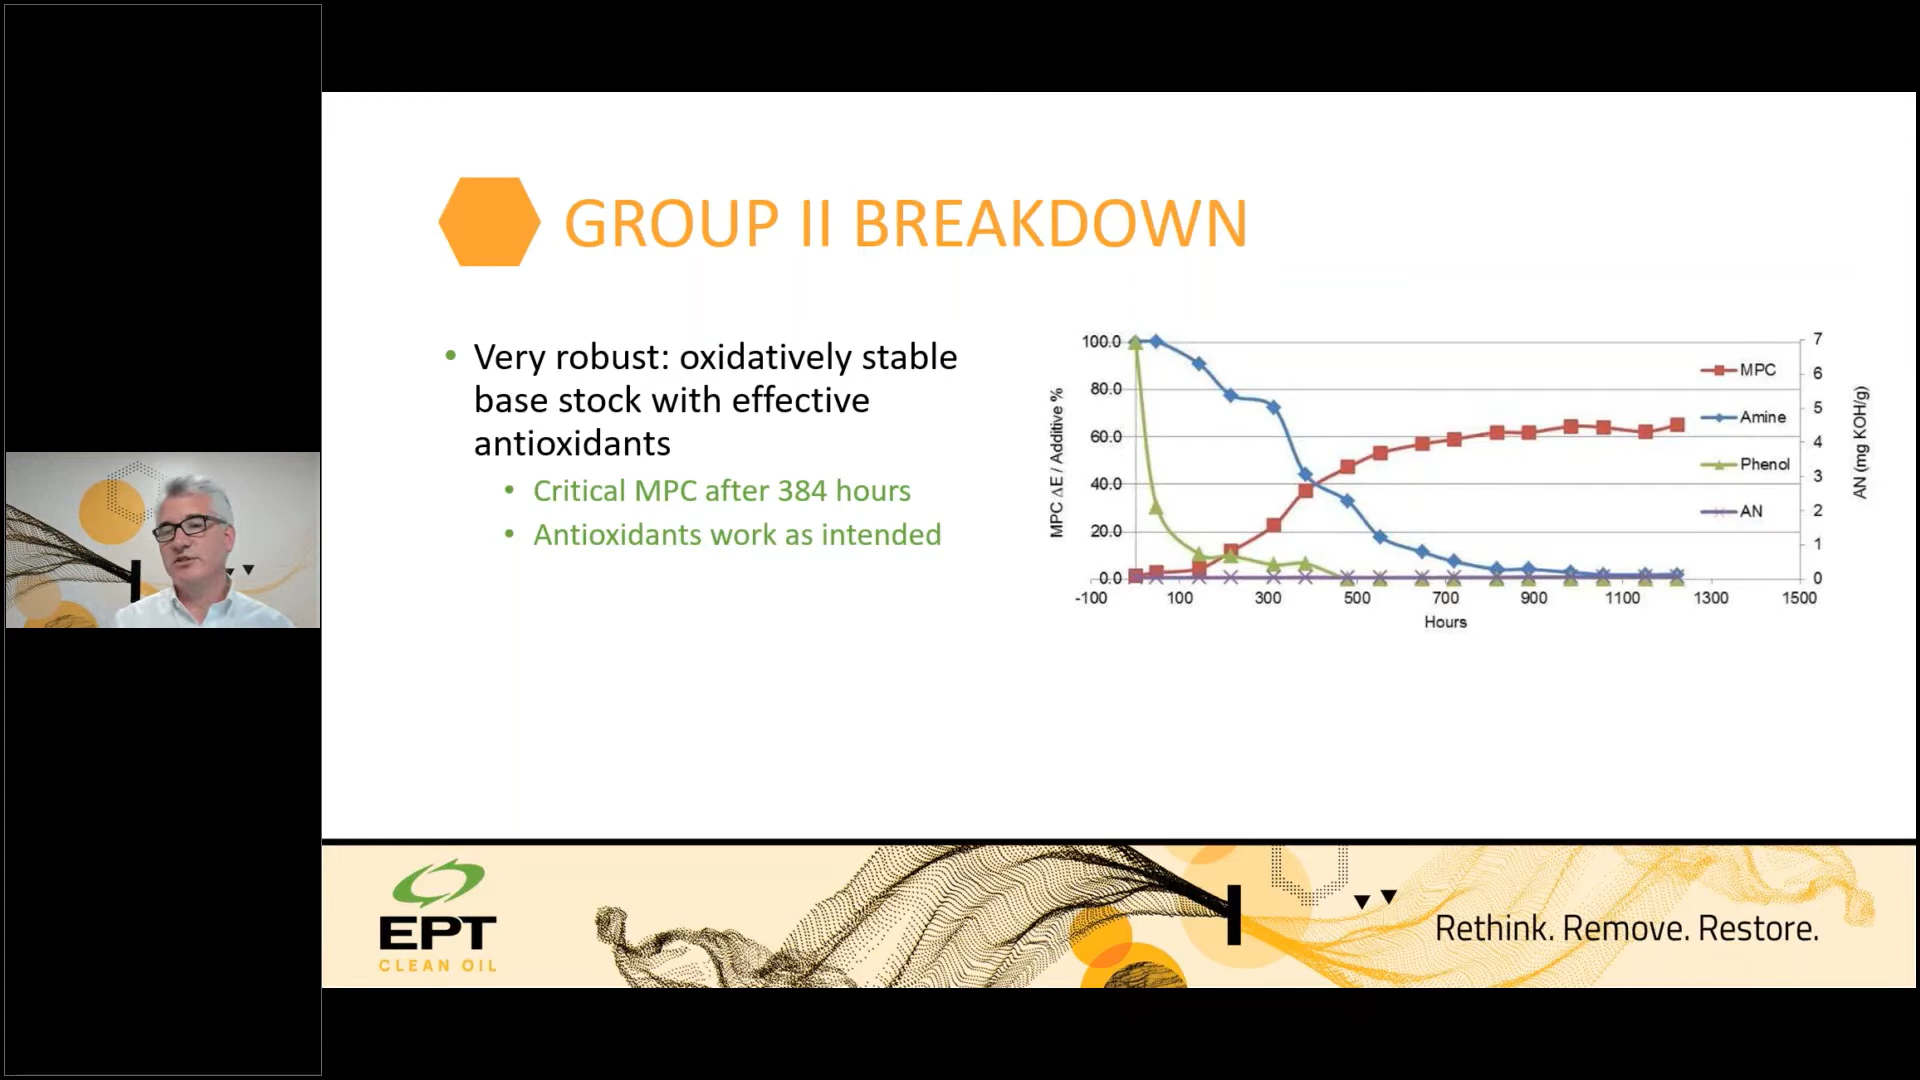 GROUP II BREAKDOWN
• Very robust: oxidatively stable
base stock with effective
antioxidants
• Critical MPC after 384 hours
• Antioxidants work as intended
MPC ΔE / Additive %
100.0
80.0
60.0
40.0
20.0
0.0
-100 100 300 500 700 900 1100 1300 1500
Hours
7
6
5
4
3
2
1
0
AN (mg KOH/g)
MPC
Amine
Phenol
AN
EPT
CLEAN OIL
Rethink. Remove. Restore.